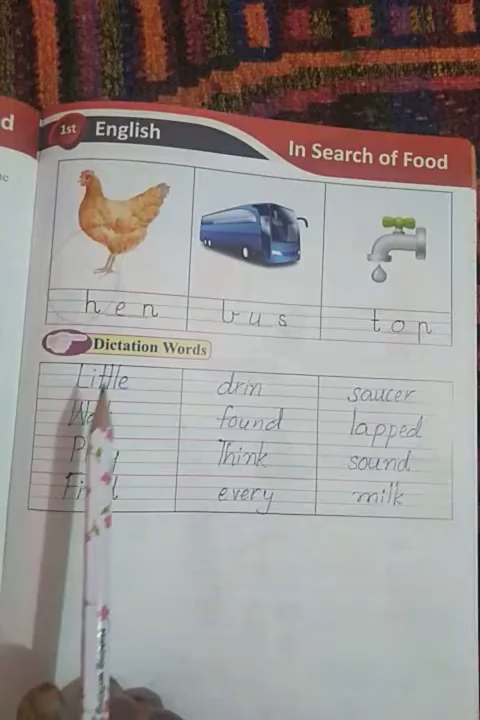 d
1st English
In Search of Food
hen bus top
Dictation Words
Little drin saucer
found lapped
Think sound
every milk